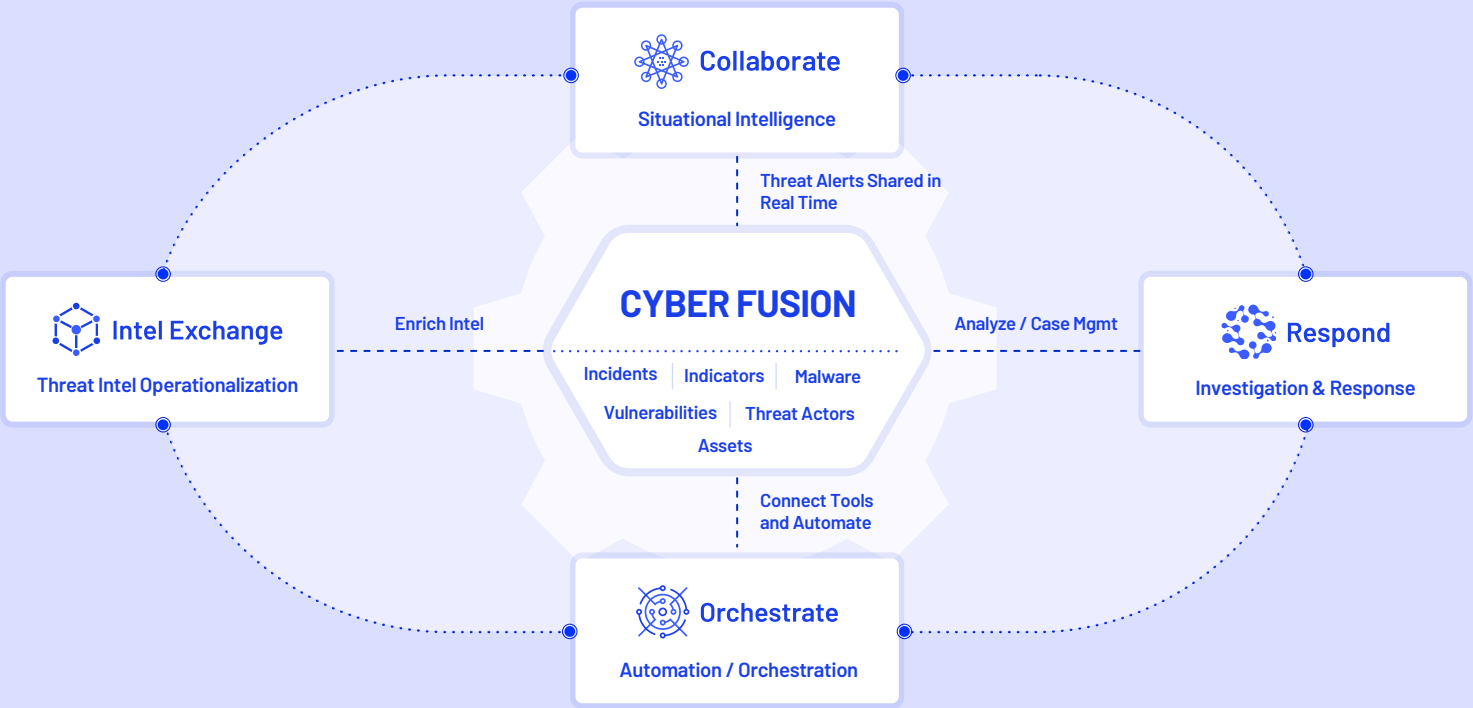 Collaborate
Situational Intelligence
Threat Alerts Shared in
Real Time
Intel Exchange
Threat Intel Operationalization
Enrich Intel
CYBER FUSION
Incidents
Indicators
Malware
Vulnerabilities
Threat Actors
Assets
Analyze / Case Mgmt
Respond
Investigation & Response
Connect Tools
and Automate
Orchestrate
Automation / Orchestration